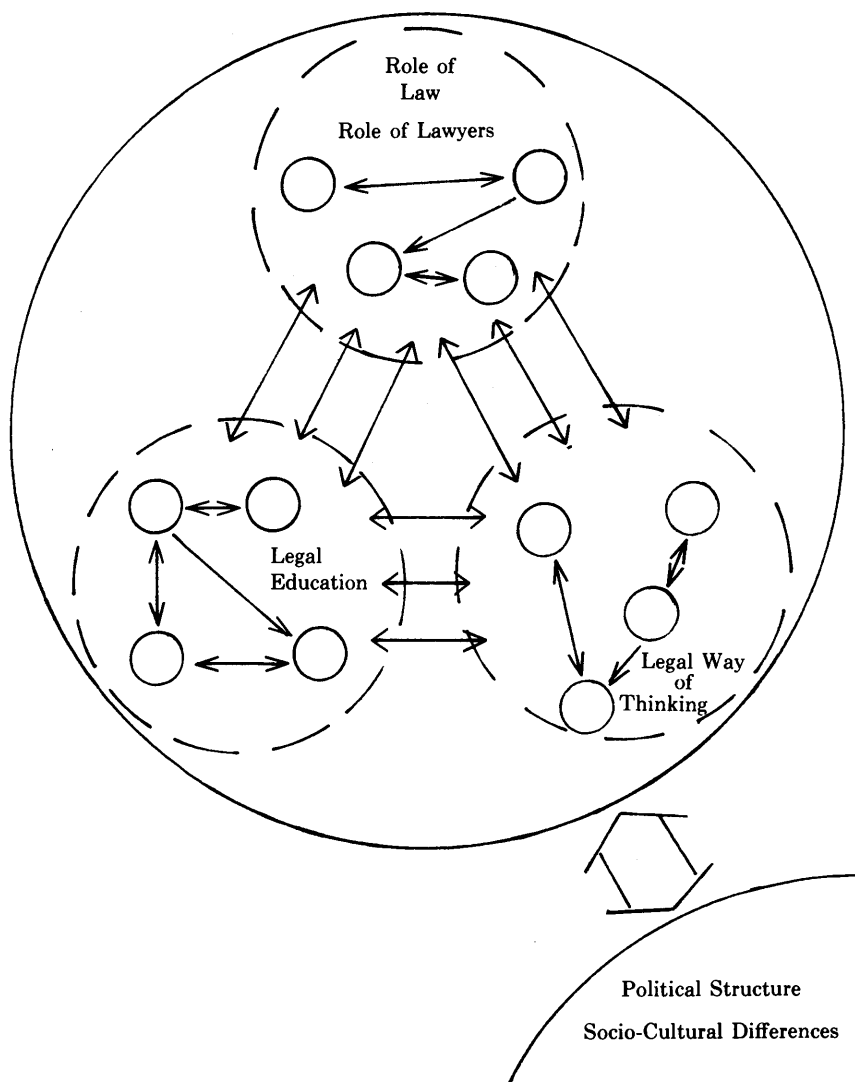 Role of
Law
Role of Lawyers
Legal
Education
Legal Way
of
Thinking
Political Structure
Socio-Cultural Differences